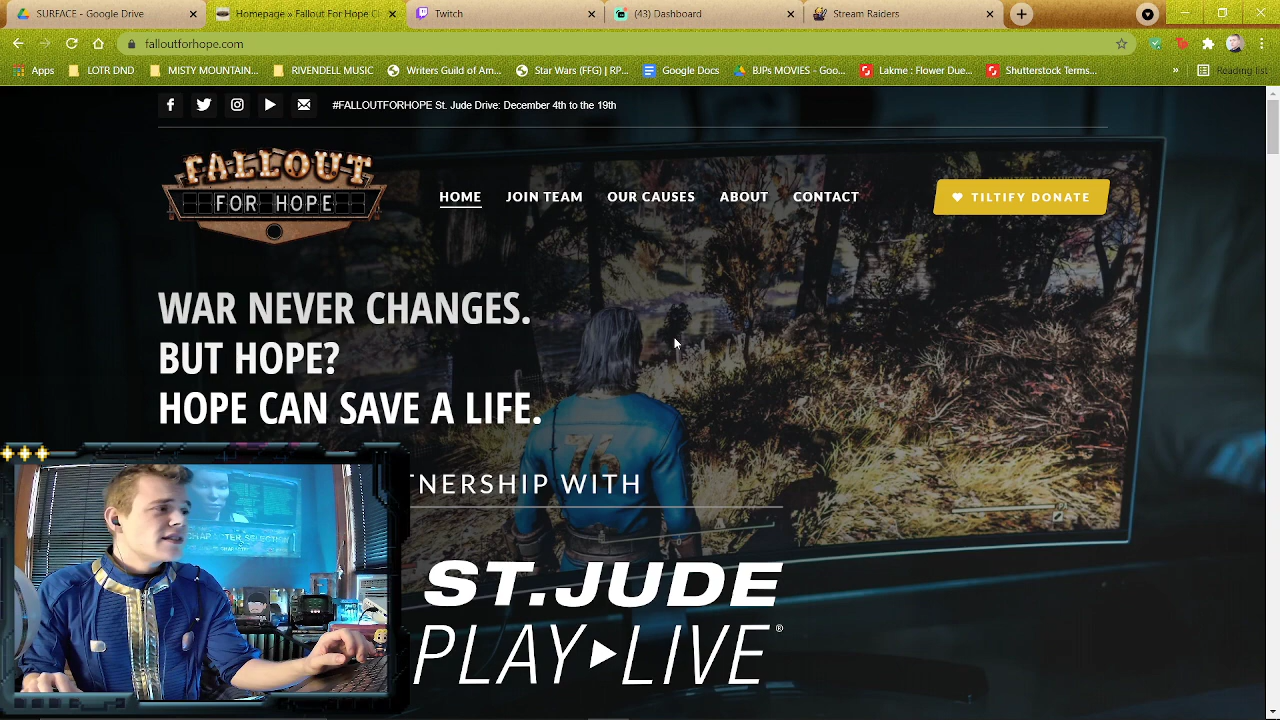 SURFACE - Google Drive
Homepage » Fallout For Hope C
Twitch
(43) Dashboard
Stream Raiders
falloutforhope.com
Apps
LOTR DND
MISTY MOUNTAIN...
RIVENDELL MUSIC
Writers Guild of Am...
Star Wars (FFG) | RP...
Google Docs
BJPs MOVIES - Goo...
Lakme : Flower Due...
Shutterstock Terms...
»
Reading list
#FALLOUTFORHOPE St. Jude Drive: December 4th to the 19th
FALLOUT
FOR HOPE
HOME
JOIN TEAM
OUR CAUSES
ABOUT
CONTACT
TILTIFY DONATE
WAR NEVER CHANGES.
BUT HOPE?
HOPE CAN SAVE A LIFE.
76
TNERSHIP WITH
ST.JUDE
PLAY LIVE®